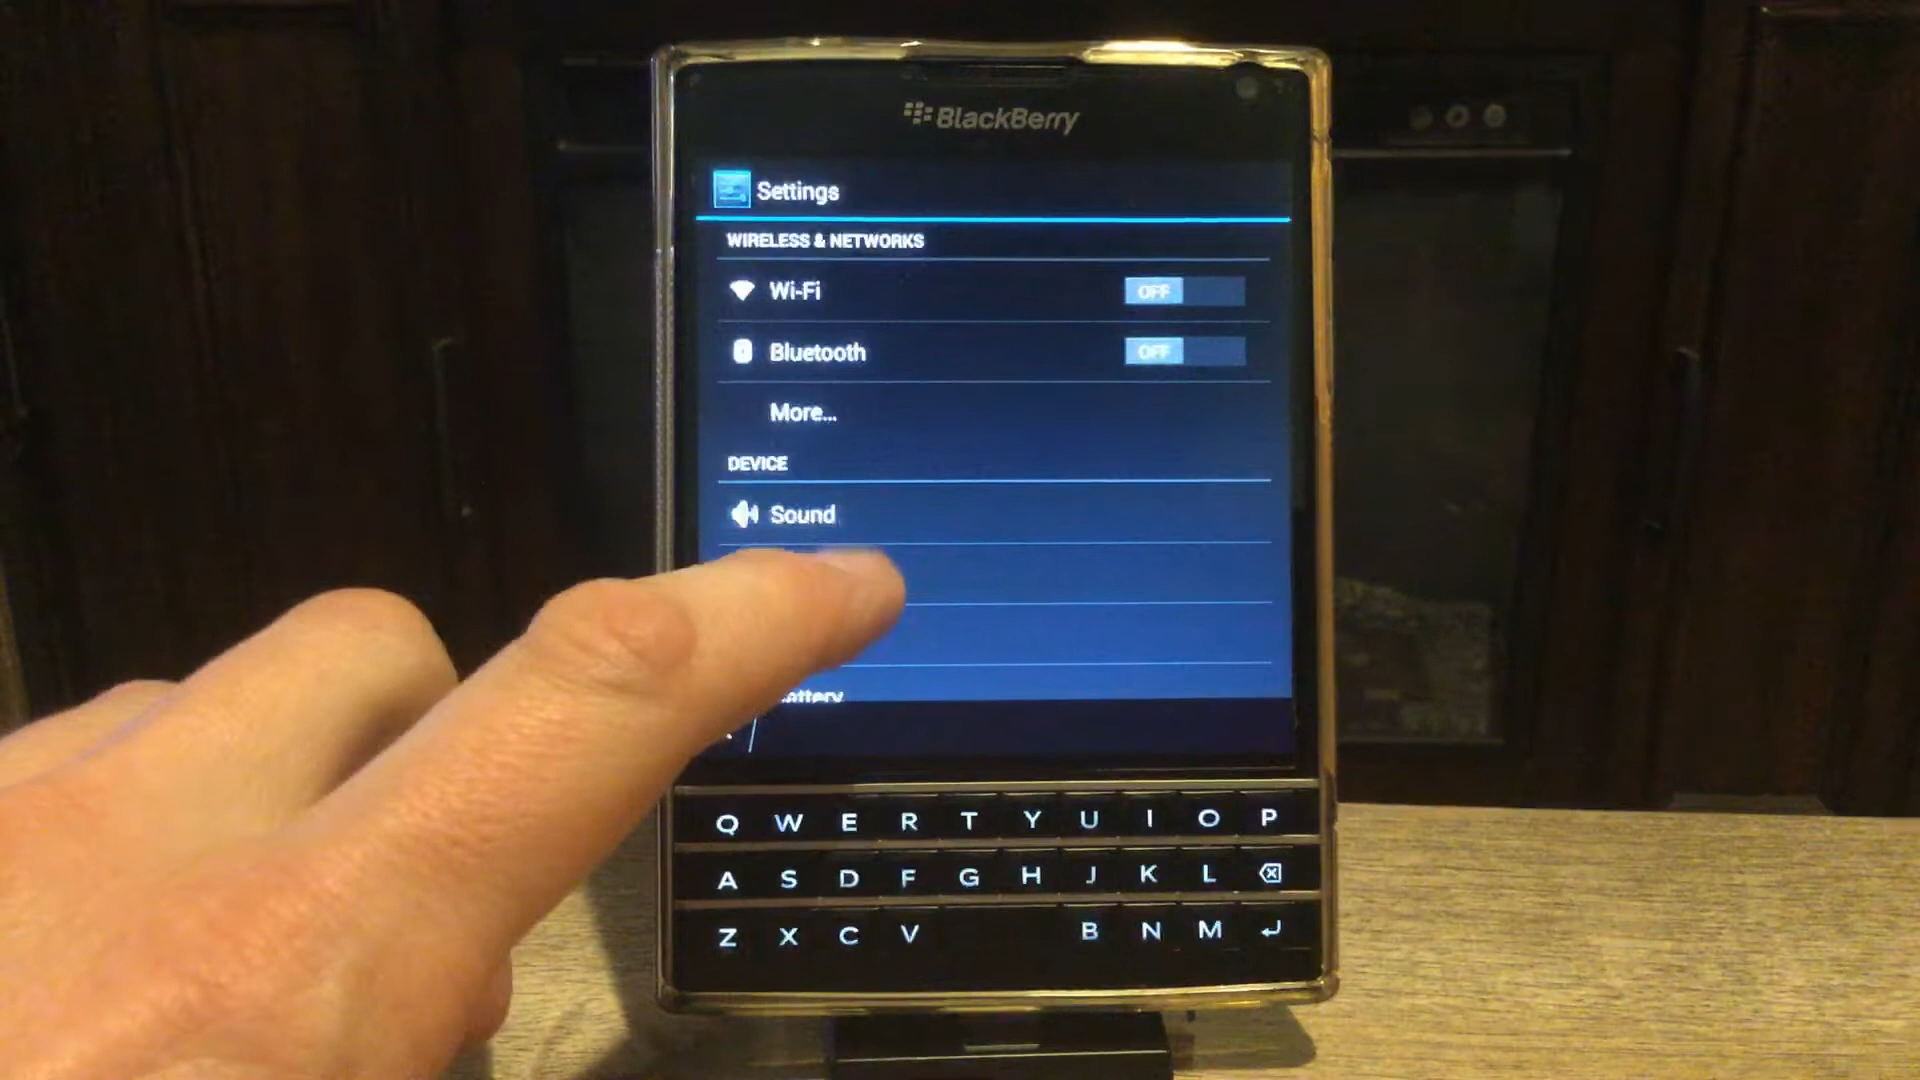 BlackBerry
Settings
WIRELESS & NETWORKS
Wi-Fi OFF
Bluetooth OFF
More...
DEVICE
Sound
Q W E R T Y U I O P
A S D F G H J K L
Z X C V B N M